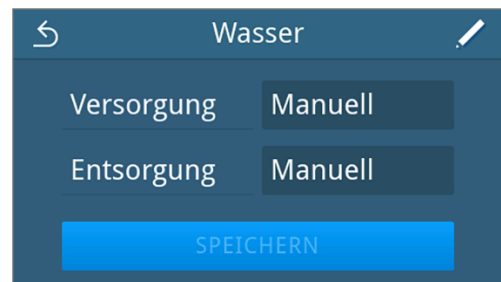 Wasser
Versorgung Manuell
Entsorgung Manuell
SPEICHERN